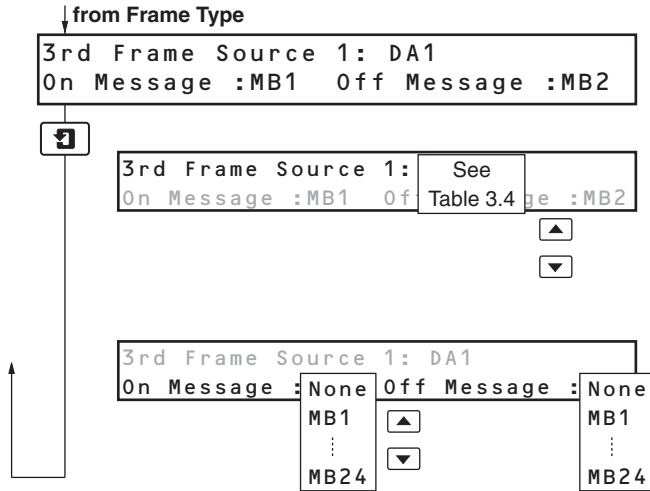 from Frame Type
3rd Frame Source 1: DA1
On Message :MB1 Off Message :MB2
3rd Frame Source 1: See
On Message :MB1 Of Table 3.4 ge :MB2
3rd Frame Source 1: DA1
On Message : None Off Message : None
MB1 MB1
MB24 MB24